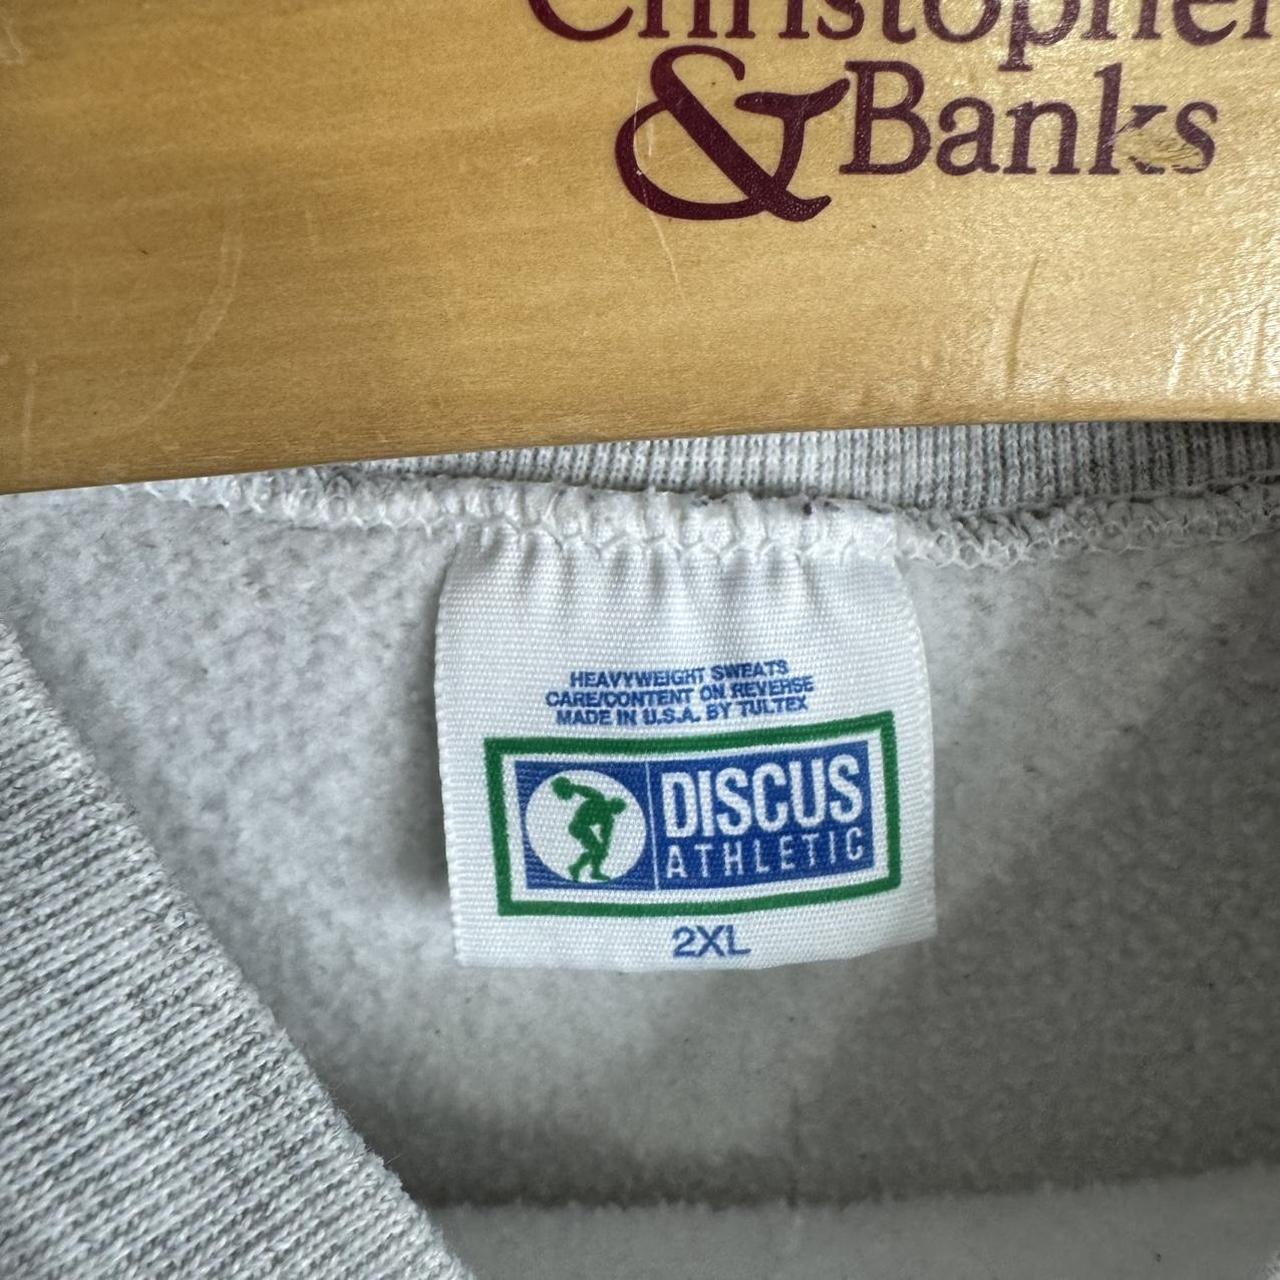 Christopher
& Banks
HEAVYWEIGHT SWEATS
CARE/CONTENT ON REVERSE
MADE IN U.S.A. BY TULTEX
DISCUS
ATHLETIC
2XL